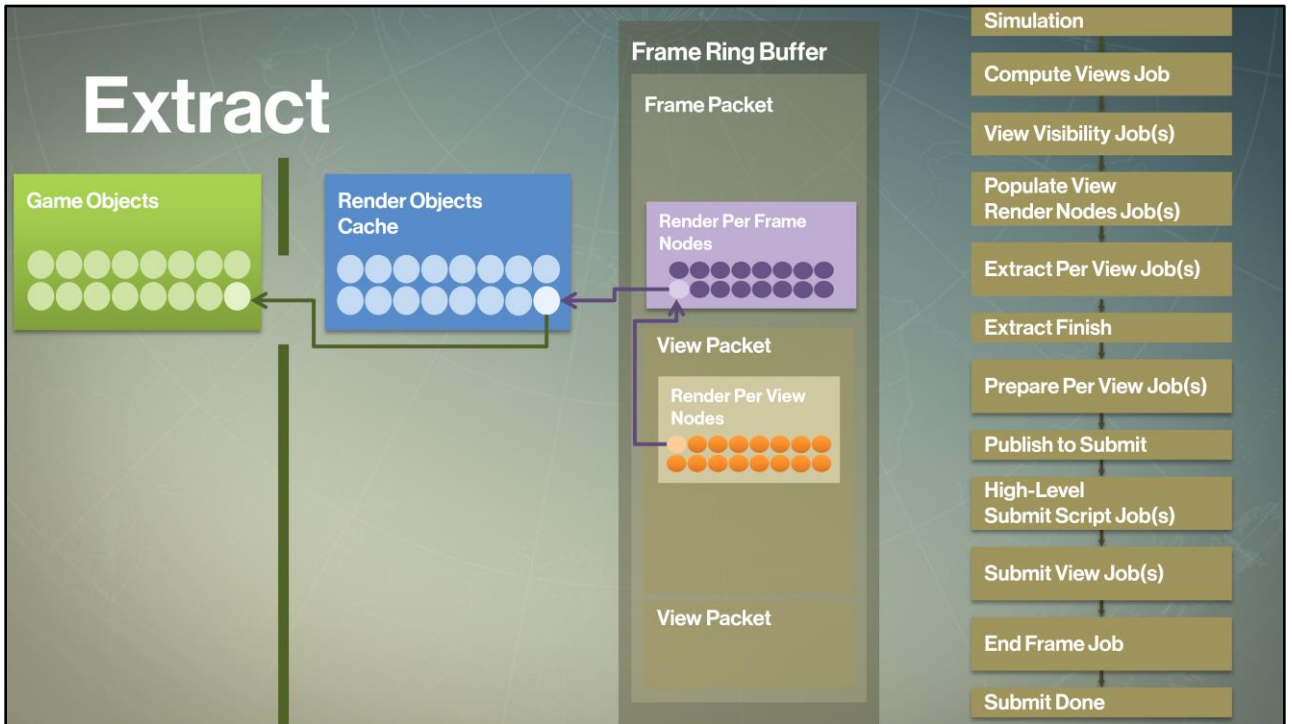 Extract
Game Objects
Render Objects
Cache
Frame Ring Buffer
Frame Packet
Render Per Frame
Nodes
View Packet
Render Per View
Nodes
View Packet
Simulation
Compute Views Job
View Visibility Job(s)
Populate View
Render Nodes Job(s)
Extract Per View Job(s)
Extract Finish
Prepare Per View Job(s)
Publish to Submit
High-Level
Submit Script Job(s)
Submit View Job(s)
End Frame Job
Submit Done